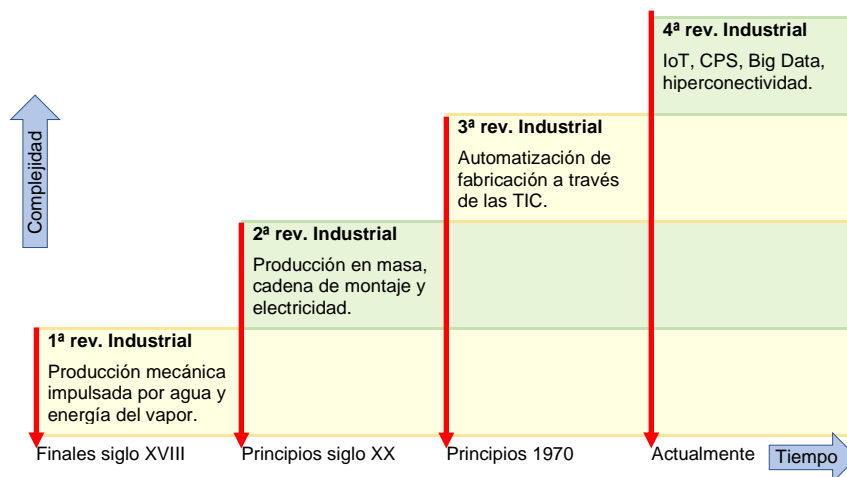 4ª rev. Industrial
IoT, CPS, Big Data,
hiperconectividad.
3ª rev. Industrial
Automatización de
fabricación a través
de las TIC.
Complejidad
2ª rev. Industrial
Producción en masa,
cadena de montaje y
electricidad.
1ª rev. Industrial
Producción mecánica
impulsada por agua y
energía del vapor.
Finales siglo XVIII
Principios siglo XX
Principios 1970
Actualmente
Tiempo